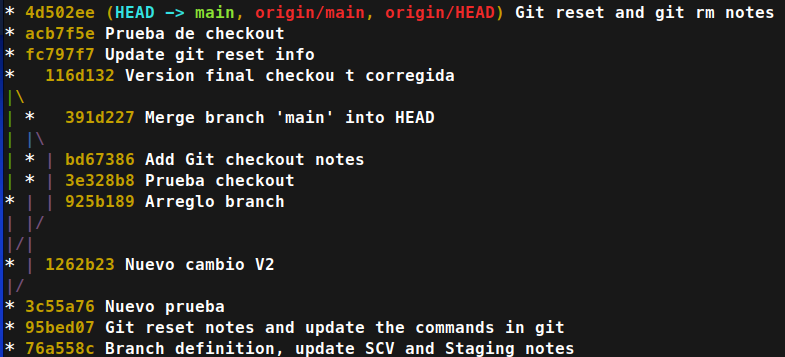 * 4d502ee (HEAD -> main, origin/main, origin/HEAD) Git reset and git rm notes
* acb7f5e Prueba de checkout
* fc797f7 Update git reset info
*   116d132 Version final checkou t corregida
|\
| *   391d227 Merge branch 'main' into HEAD
| |\
| * | bd67386 Add Git checkout notes
| * | 3e328b8 Prueba checkout
* | | 925b189 Arreglo branch
| |/
|/|
* | 1262b23 Nuevo cambio V2
|/
* 3c55a76 Nuevo prueba
* 95bed07 Git reset notes and update the commands in git
* 76a558c Branch definition, update SCV and Staging notes